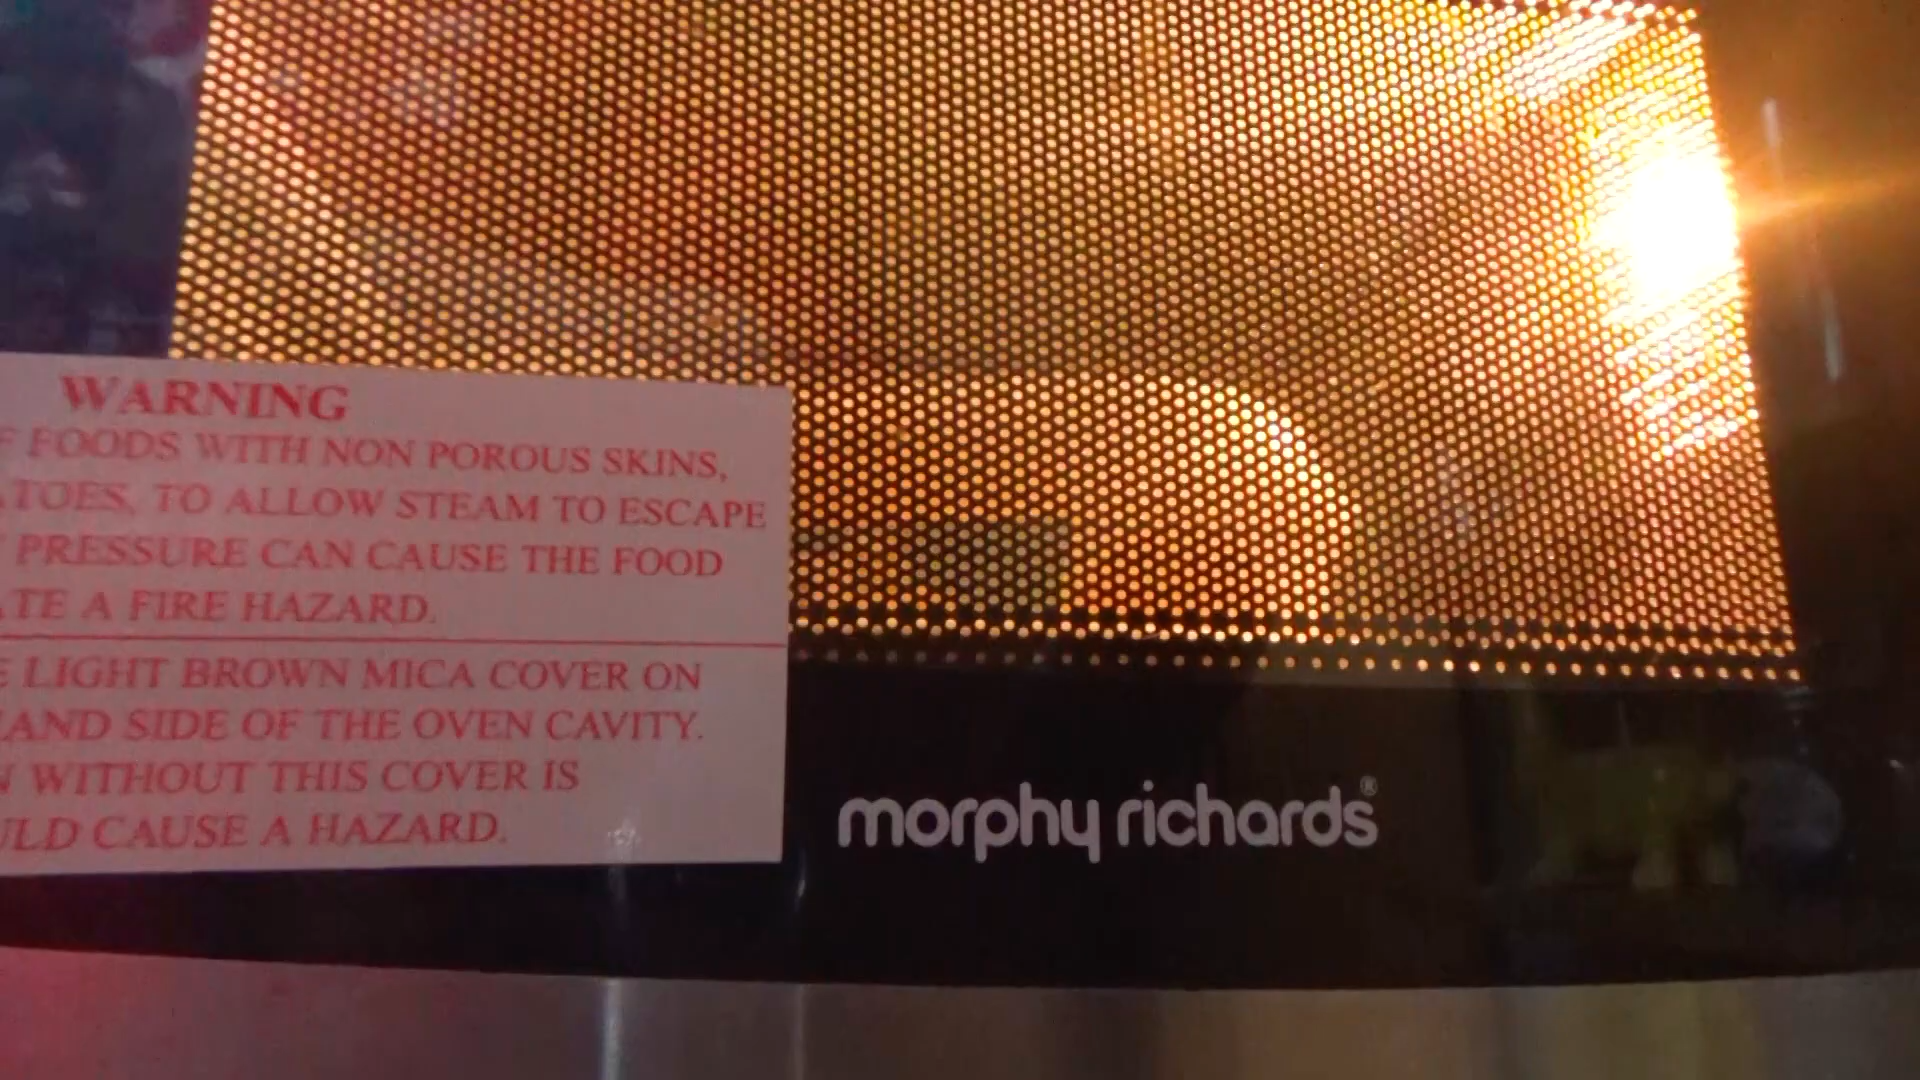 WARNING
FOODS WITH NON POROUS SKINS,
TO ALLOW STEAM TO ESCAPE
PRESSURE CAN CAUSE THE FOOD
A FIRE HAZARD.
LIGHT BROWN MICA COVER ON
SIDE OF THE OVEN CAVITY.
WITHOUT THIS COVER IS
CAUSE A HAZARD.
morphy richards®